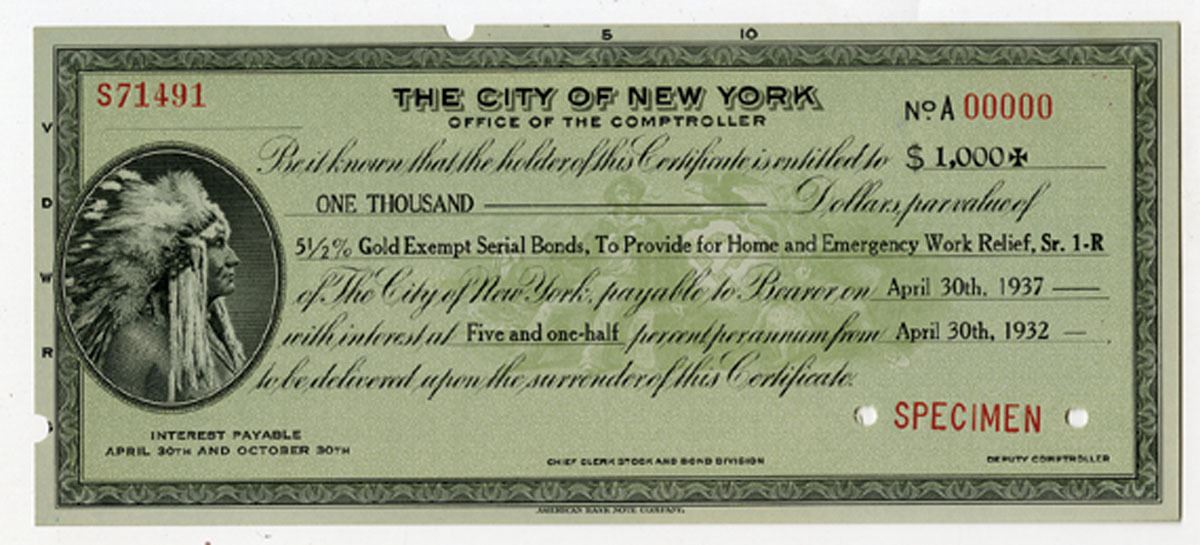 5 10
S71491
THE CITY OF NEW YORK
OFFICE OF THE COMPTROLLER
No A 00000
Be it known that the holder of this Certificate is entitled to $ 1,000
ONE THOUSAND Dollars, par value of
5½% Gold Exempt Serial Bonds, To Provide for Home and Emergency Work Relief, Sr. 1-R
of The City of New York, payable to Bearer on April 30th, 1937
with interest at Five and one-half per cent per annum from April 30th, 1932
to be delivered upon the surrender of this Certificate.
V
D
W
R
SPECIMEN
INTEREST PAYABLE
APRIL 30TH AND OCTOBER 30TH
CHIEF CLERK STOCK AND BOND DIVISION
DEPUTY COMPTROLLER
AMERICAN BANK NOTE COMPANY.